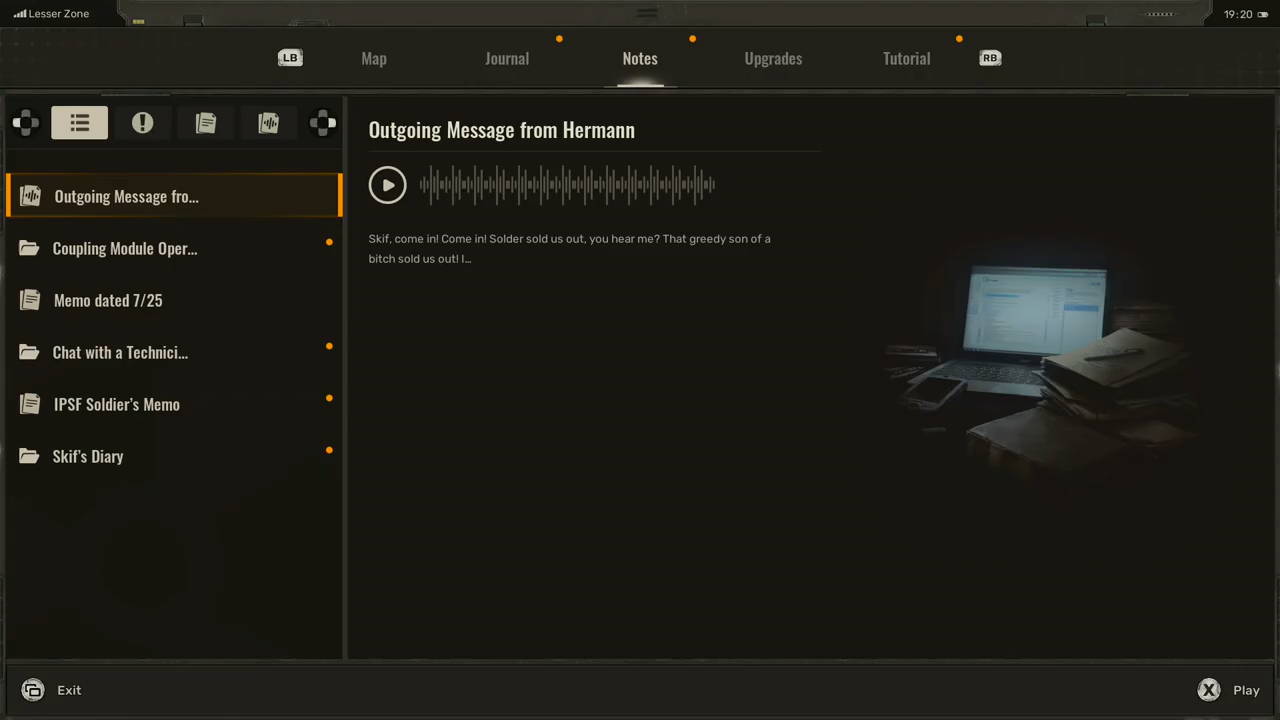 Lesser Zone
19:20
LB
Map
Journal
Notes
Upgrades
Tutorial
RB
Outgoing Message fro...
Coupling Module Oper...
Memo dated 7/25
Chat with a Technici...
IPSF Soldier's Memo
Skif's Diary
Outgoing Message from Hermann
Skif, come in! Come in! Solder sold us out, you hear me? That greedy son of a
bitch sold us out! I...
Exit
X
Play